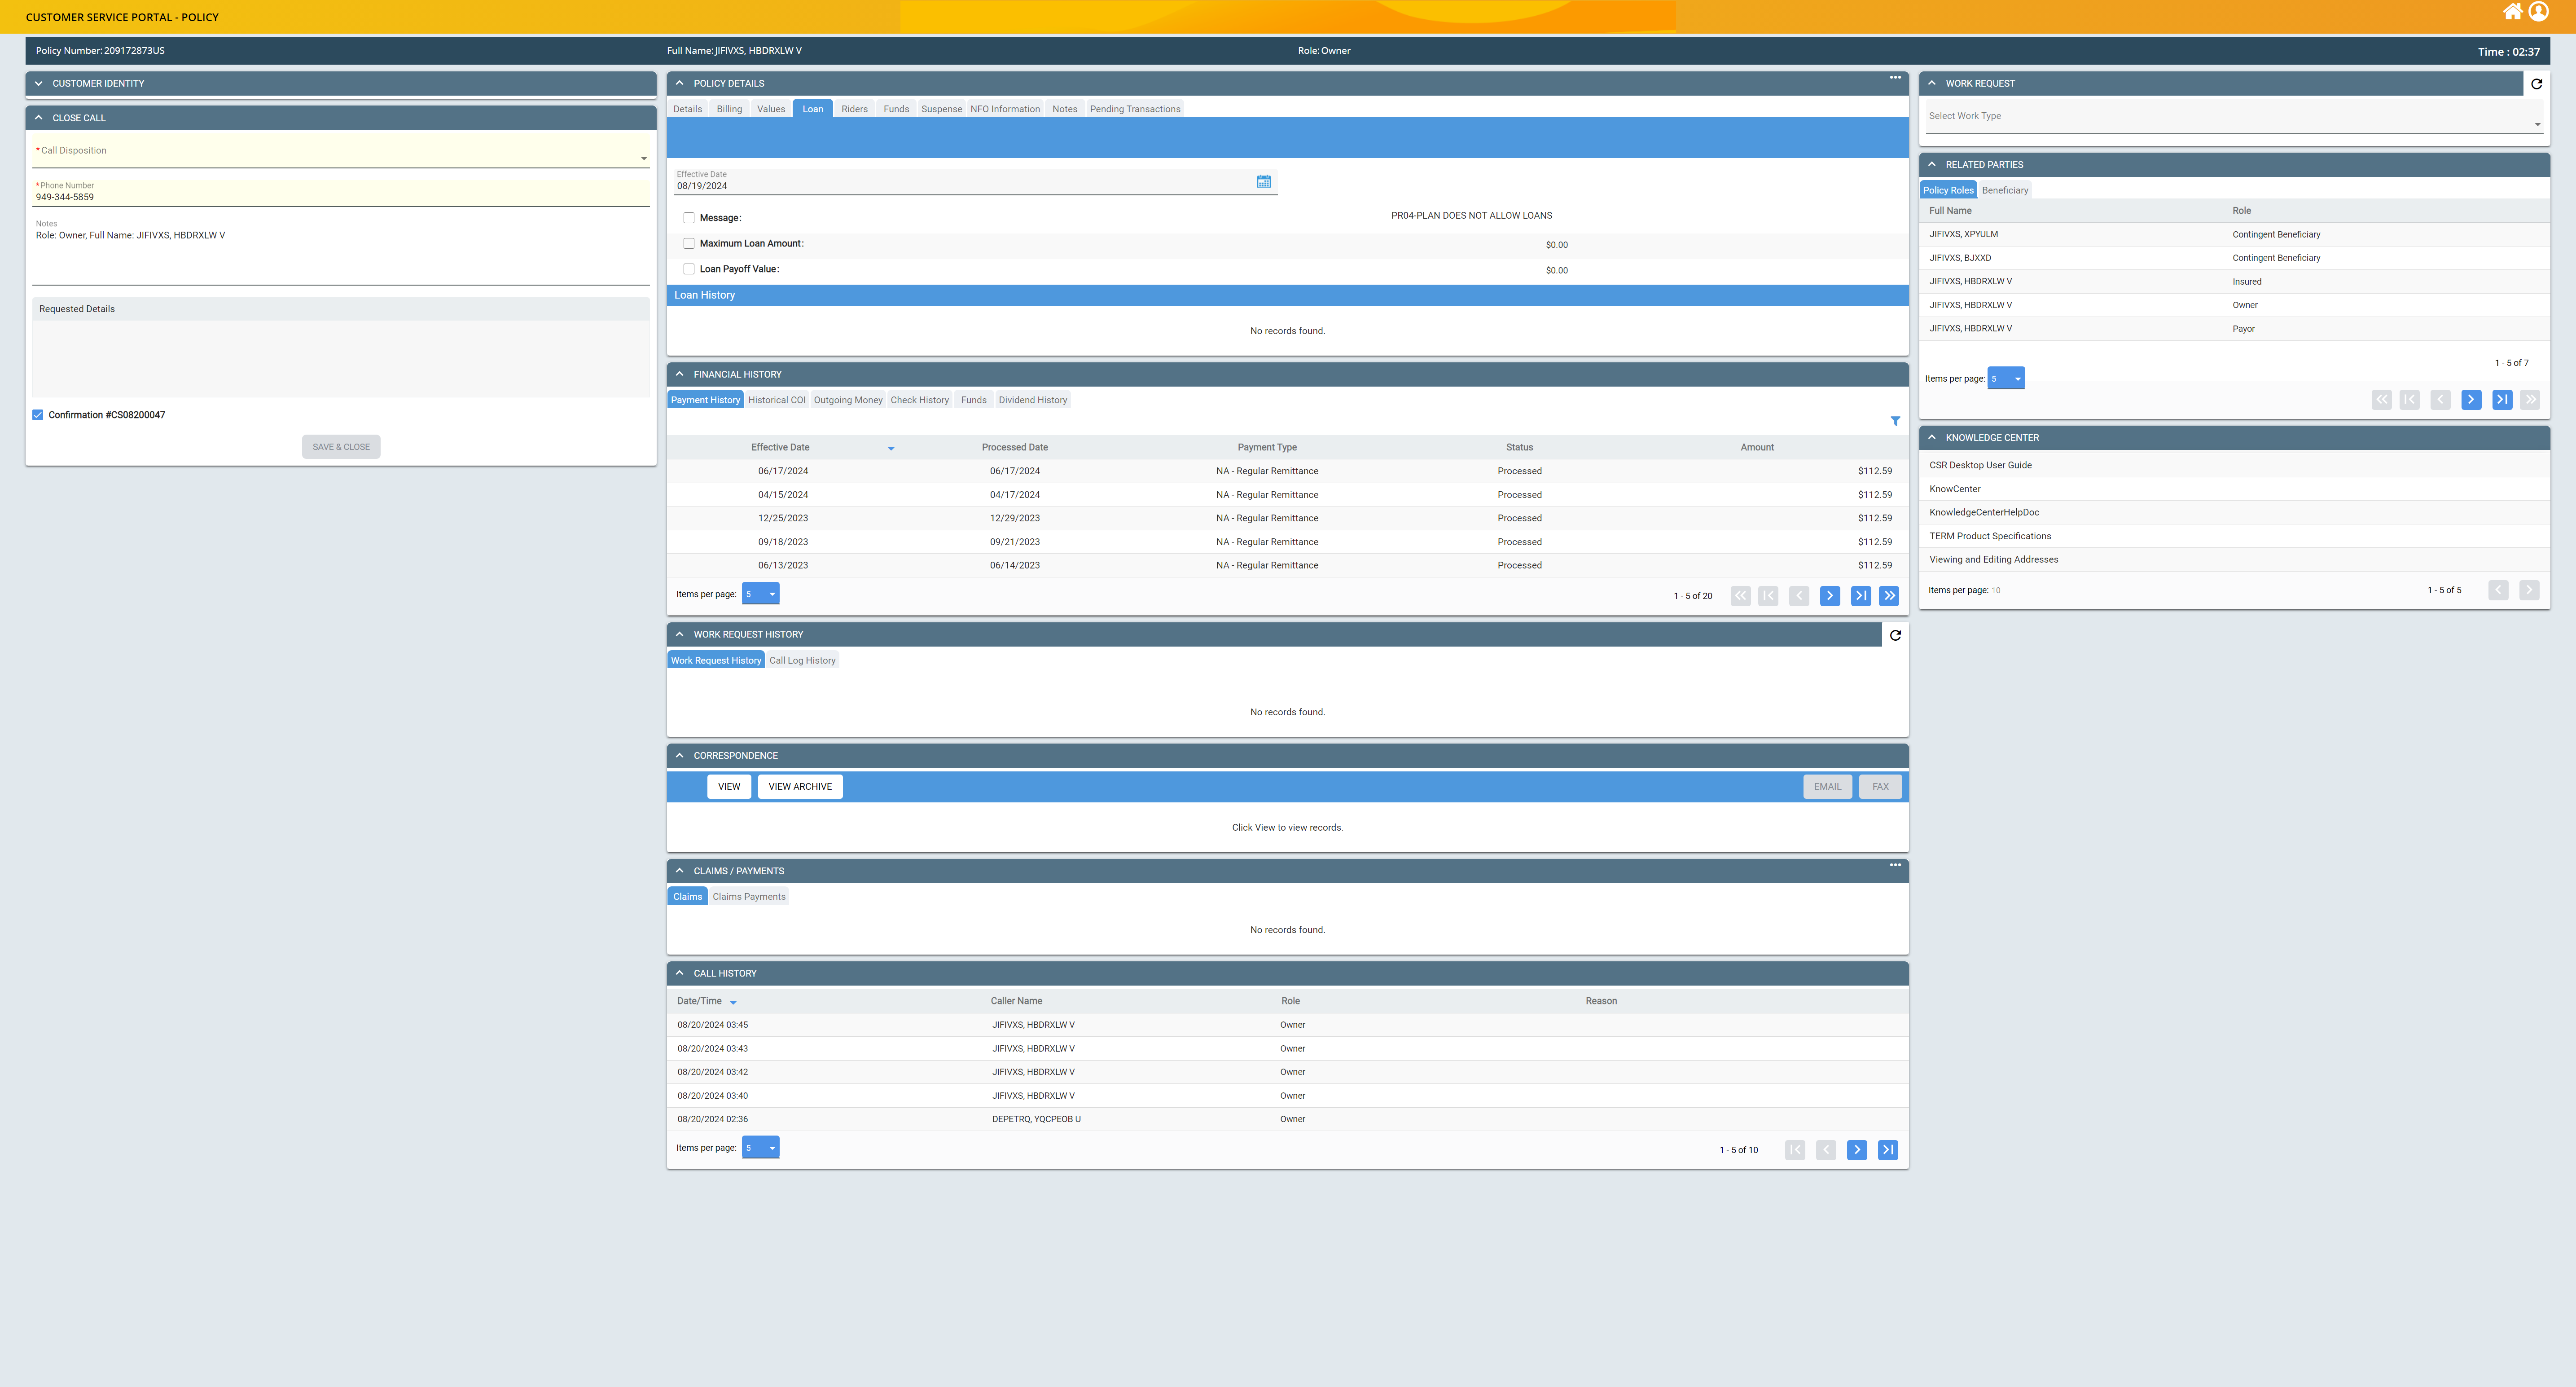 CUSTOMER SERVICE PORTAL - POLICY
Policy Number: 209172873US Full Name: JIFIVXS, HBDRXLW V Role: Owner Time : 02:37
CUSTOMER IDENTITY
CLOSE CALL
*Call Disposition
*Phone Number
949-344-5859
Notes
Role: Owner, Full Name: JIFIVXS, HBDRXLW V
Requested Details
Confirmation #CS08200047
SAVE & CLOSE
POLICY DETAILS
Details Billing Values Loan Riders Funds Suspense NFO Information Notes Pending Transactions
Effective Date
08/19/2024
Message: PR04-PLAN DOES NOT ALLOW LOANS
Maximum Loan Amount: $0.00
Loan Payoff Value: $0.00
Loan History
No records found.
FINANCIAL HISTORY
Payment History Historical COI Outgoing Money Check History Funds Dividend History
Effective Date Processed Date Payment Type Status Amount
06/17/2024 06/17/2024 NA - Regular Remittance Processed $112.59
04/15/2024 04/17/2024 NA - Regular Remittance Processed $112.59
12/25/2023 12/29/2023 NA - Regular Remittance Processed $112.59
09/18/2023 09/21/2023 NA - Regular Remittance Processed $112.59
06/13/2023 06/14/2023 NA - Regular Remittance Processed $112.59
Items per page: 5 1 - 5 of 20
WORK REQUEST HISTORY
Work Request History Call Log History
No records found.
CORRESPONDENCE
VIEW VIEW ARCHIVE EMAIL FAX
Click View to view records.
CLAIMS / PAYMENTS
Claims Claims Payments
No records found.
CALL HISTORY
Date/Time Caller Name Role Reason
08/20/2024 03:45 JIFIVXS, HBDRXLW V Owner
08/20/2024 03:43 JIFIVXS, HBDRXLW V Owner
08/20/2024 03:42 JIFIVXS, HBDRXLW V Owner
08/20/2024 03:40 JIFIVXS, HBDRXLW V Owner
08/20/2024 02:36 DEPETRQ, YQCPEOB U Owner
Items per page: 5 1 - 5 of 10
WORK REQUEST
Select Work Type
RELATED PARTIES
Policy Roles Beneficiary
Full Name Role
JIFIVXS, XPYULM Contingent Beneficiary
JIFIVXS, BJXXD Contingent Beneficiary
JIFIVXS, HBDRXLW V Insured
JIFIVXS, HBDRXLW V Owner
JIFIVXS, HBDRXLW V Payor
1 - 5 of 7
Items per page: 5
KNOWLEDGE CENTER
CSR Desktop User Guide
KnowCenter
KnowledgeCenterHelpDoc
TERM Product Specifications
Viewing and Editing Addresses
Items per page: 10 1 - 5 of 5